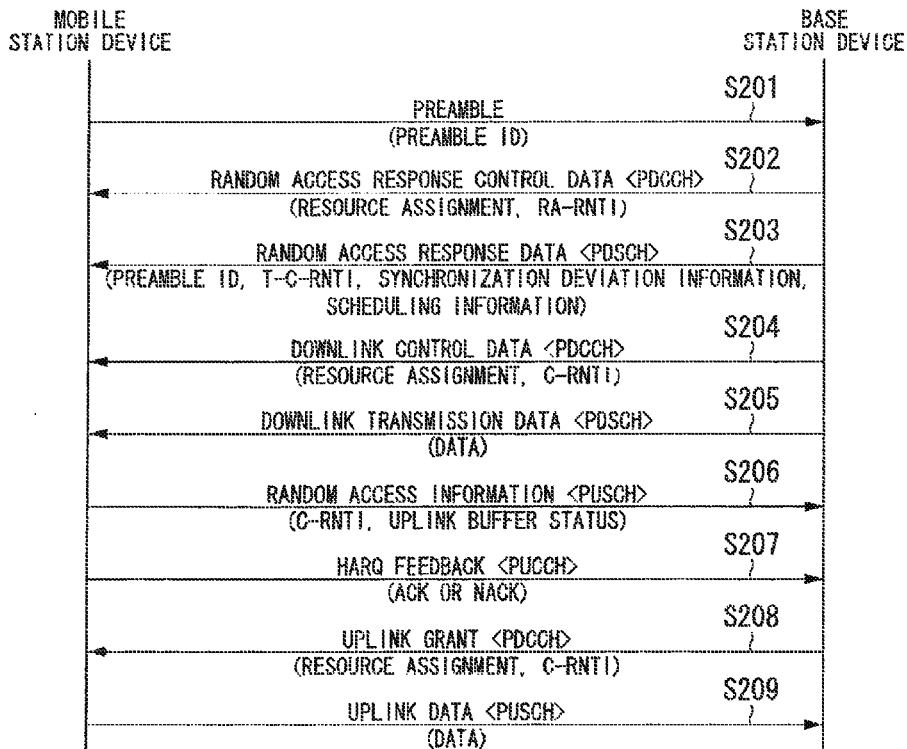 MOBILE
STATION DEVICE
BASE
STATION DEVICE
S201
PREAMBLE
(PREAMBLE ID)
S202
RANDOM ACCESS RESPONSE CONTROL DATA <PDCCH>
(RESOURCE ASSIGNMENT, RA-RNTI)
S203
RANDOM ACCESS RESPONSE DATA <PDSCH>
(PREAMBLE ID, T-C-RNTI, SYNCHRONIZATION DEVIATION INFORMATION,
SCHEDULING INFORMATION)
S204
DOWNLINK CONTROL DATA <PDCCH>
(RESOURCE ASSIGNMENT, C-RNTI)
S205
DOWNLINK TRANSMISSION DATA <PDSCH>
(DATA)
S206
RANDOM ACCESS INFORMATION <PUSCH>
(C-RNTI, UPLINK BUFFER STATUS)
S207
HARQ FEEDBACK <PUCCH>
(ACK OR NACK)
S208
UPLINK GRANT <PDCCH>
(RESOURCE ASSIGNMENT, C-RNTI)
S209
UPLINK DATA <PUSCH>
(DATA)